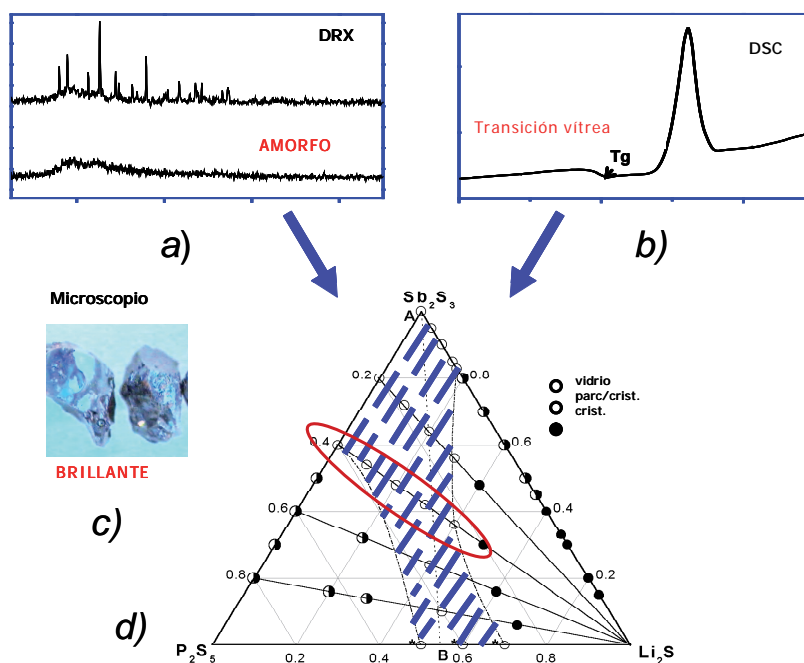 DRX
AMORFO
a)
DSC
Transición vítrea
Tg
b)
Microscopio
BRILLANTE
c)
Sb2S3
A
0.2
0.0
0.4
0.6
0.6
0.4
0.8
0.2
vidrio
parc/crist.
crist.
d)
P2S5
0.2
0.4
B
0.6
0.8
Li2S